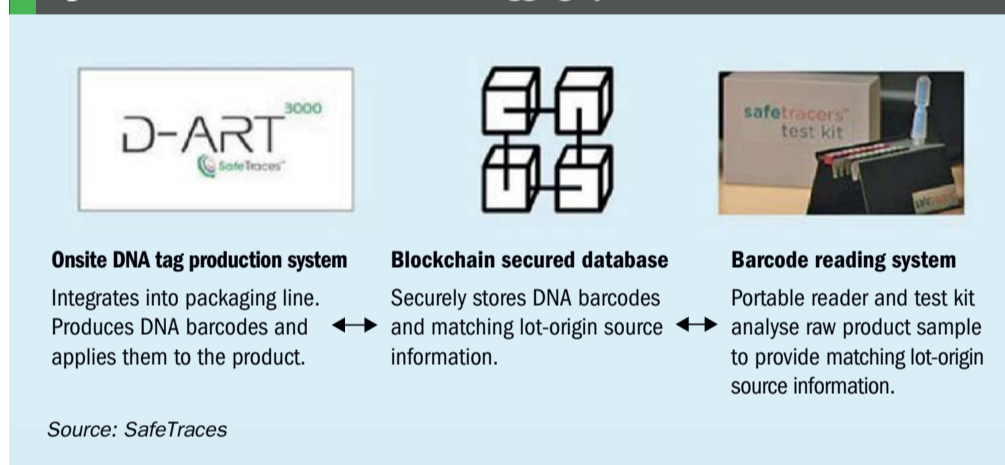 D-ART 3000
SafeTraces™
safetracers™
test kit
Onsite DNA tag production system
Integrates into packaging line.
Produces DNA barcodes and
applies them to the product.
Blockchain secured database
Securely stores DNA barcodes
and matching lot-origin source
information.
Barcode reading system
Portable reader and test kit
analyse raw product sample
to provide matching lot-origin
source information.
Source: SafeTraces